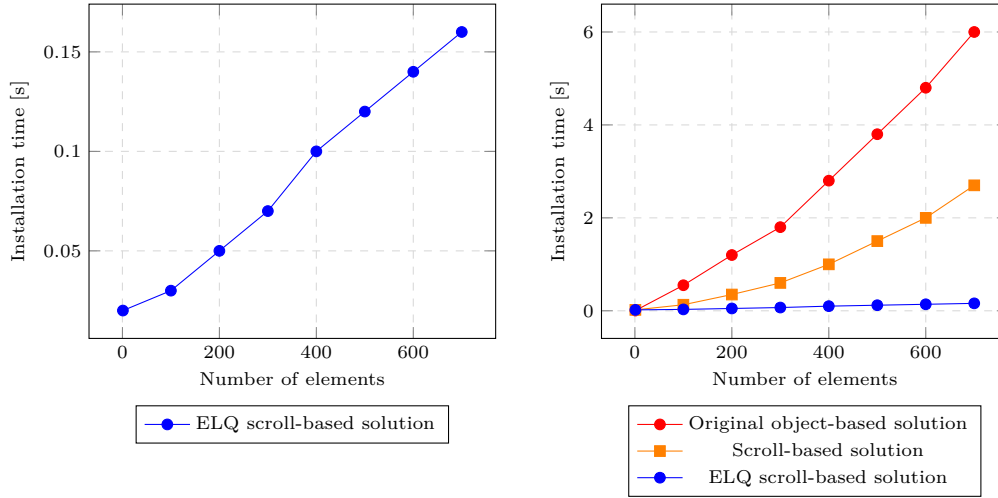 0.15
0.1
0.05
Installation time [s]
0 200 400 600
Number of elements
ELQ scroll-based solution
6
4
2
0
Installation time [s]
0 200 400 600
Number of elements
Original object-based solution
Scroll-based solution
ELQ scroll-based solution